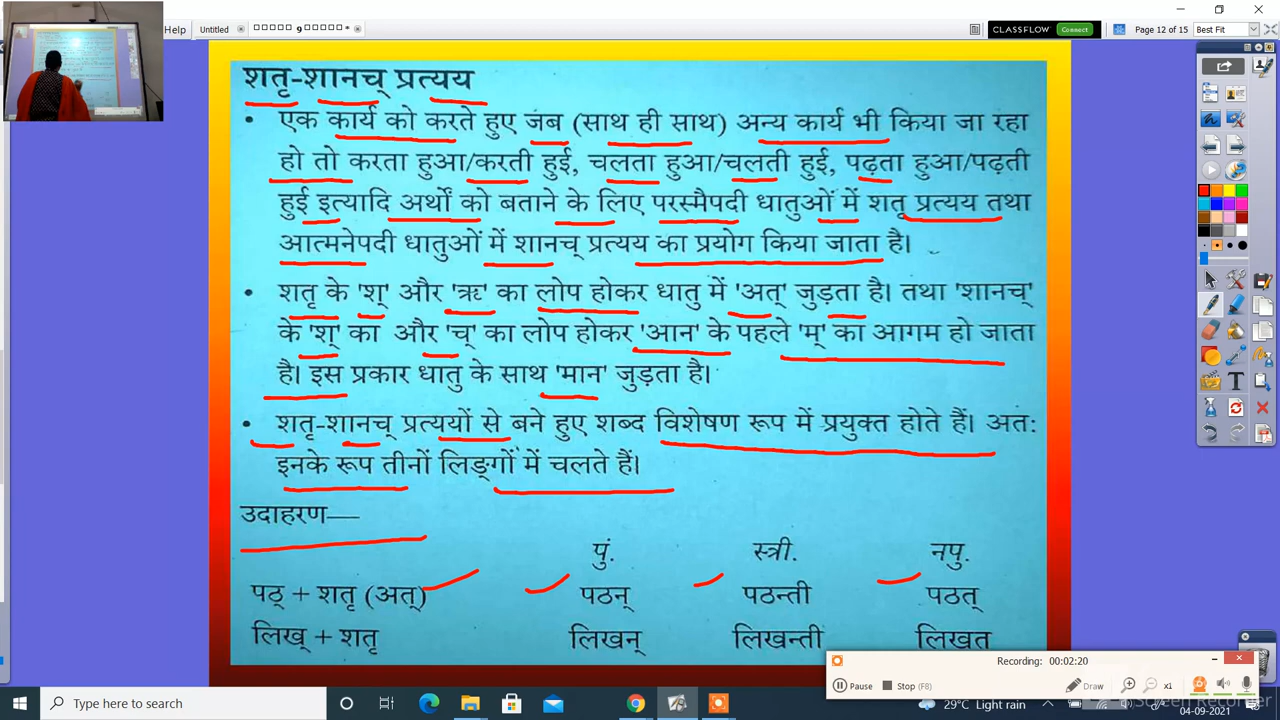 Help
Untitled
9
*
CLASSFLOW Connect
Page 12 of 15
Best Fit
शतृ-शानच् प्रत्यय
• एक कार्य को करते हुए जब (साथ ही साथ) अन्य कार्य भी किया जा रहा
हो तो करता हुआ/करती हुई, चलता हुआ/चलती हुई, पढ़ता हुआ/पढ़ती
हुई इत्यादि अर्थों को बताने के लिए परस्मैपदी धातुओं में शतृ प्रत्यय तथा
आत्मनेपदी धातुओं में शानच् प्रत्यय का प्रयोग किया जाता है।
• शतृ के 'श्' और 'ऋ' का लोप होकर धातु में 'अत्' जुड़ता है। तथा 'शानच्'
के 'श्' का और 'च्' का लोप होकर 'आन' के पहले 'म्' का आगम हो जाता
है। इस प्रकार धातु के साथ 'मान' जुड़ता है।
• शतृ-शानच् प्रत्ययों से बने हुए शब्द विशेषण रूप में प्रयुक्त होते हैं। अत:
इनके रूप तीनों लिङ्गों में चलते हैं।
उदाहरण—
पुं. स्त्री. नपु.
पठ् + शतृ (अत्) पठन् पठन्ती पठत्
लिख् + शतृ लिखन् लिखन्ती लिखत
Recording: 00:02:20
Pause Stop (F8) Draw x1
Type here to search
29°C Light rain
04-09-2021